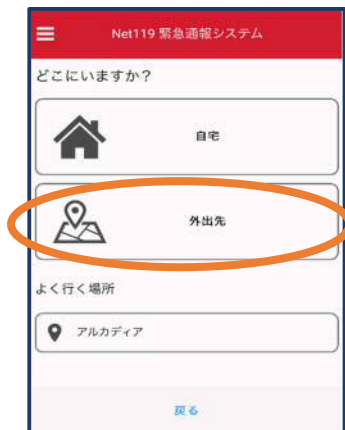 Net119 緊急通報システム
どこにいますか?
自宅
外出先
よく行く場所
アルカディア
戻る